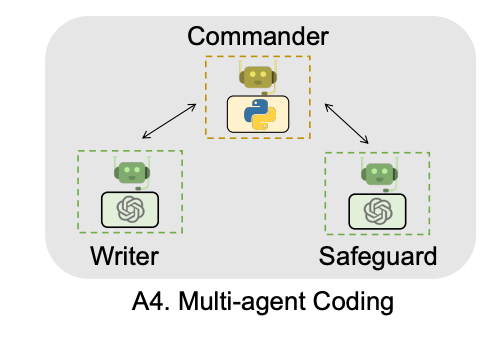 Commander
Writer
Safeguard
A4. Multi-agent Coding